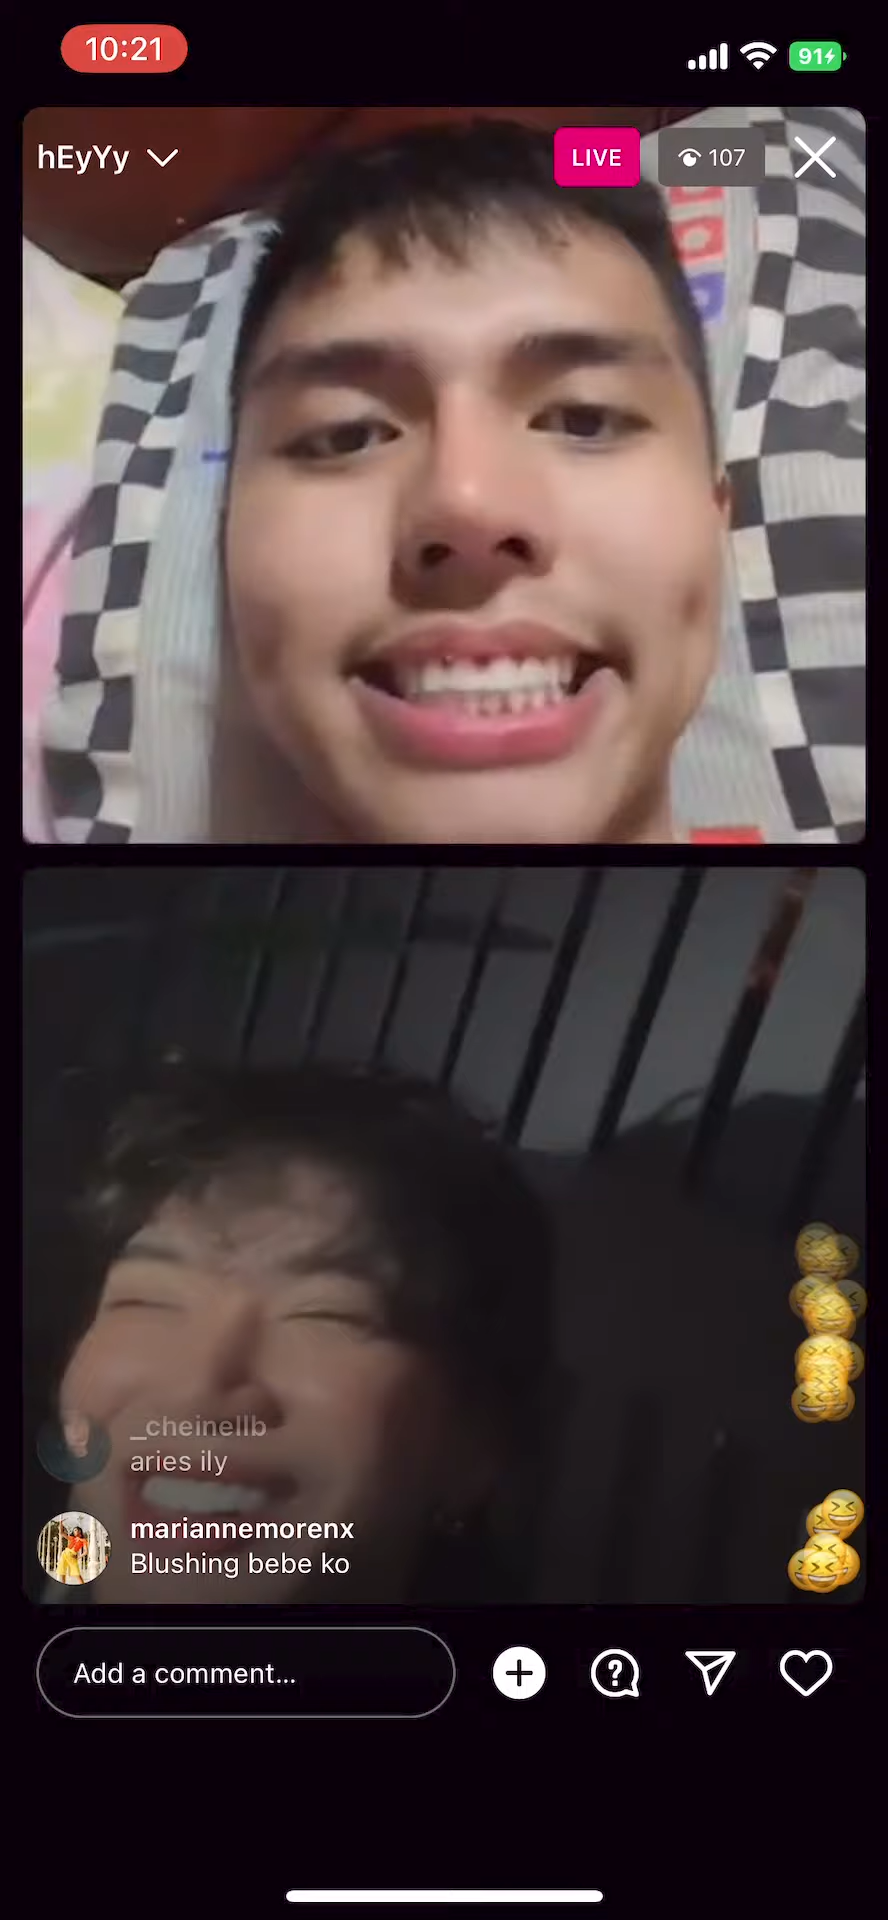 10:21
91
hEyYy
LIVE
107
_cheinellb
aries ily
mariannemorenx
Blushing bebe ko
Add a comment...